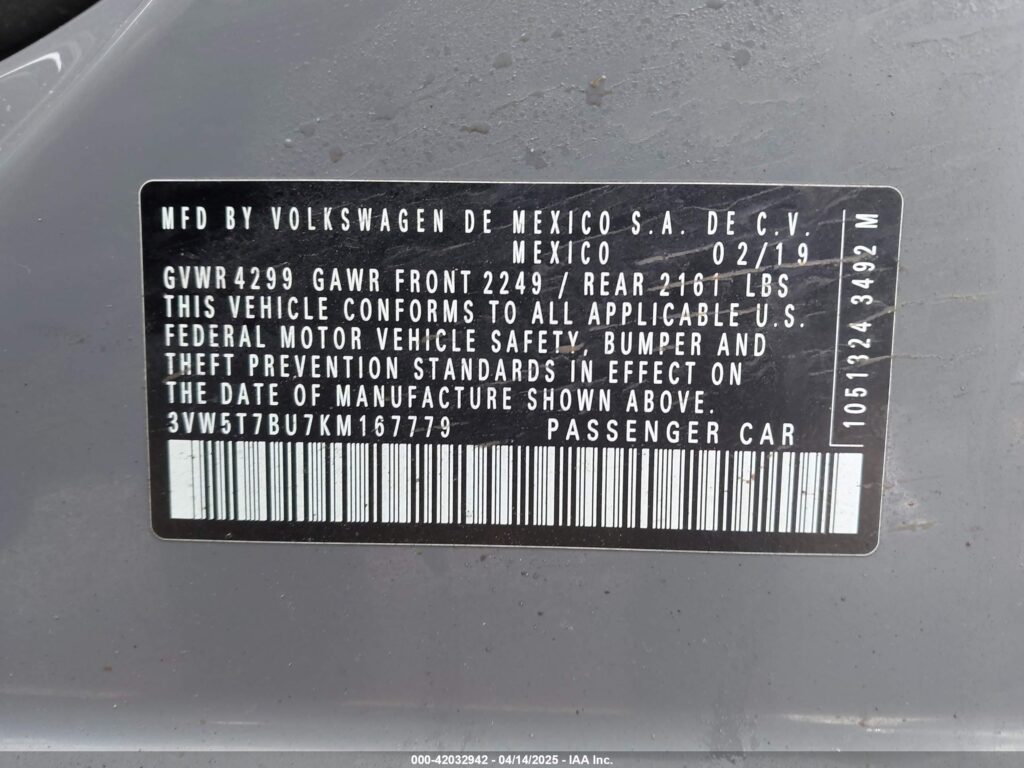 MFD BY VOLKSWAGEN DE MEXICO S.A. DE C.V.
MEXICO 02/19
GVWR 4299 GAWR FRONT 2249 / REAR 2161 LBS
THIS VEHICLE CONFORMS TO ALL APPLICABLE U.S.
FEDERAL MOTOR VEHICLE SAFETY, BUMPER AND
THEFT PREVENTION STANDARDS IN EFFECT ON
THE DATE OF MANUFACTURE SHOWN ABOVE.
3VW5T7BU7KM167779 PASSENGER CAR
1051324 3492 M
000-42032942 - 04/14/2025 - IAA Inc.